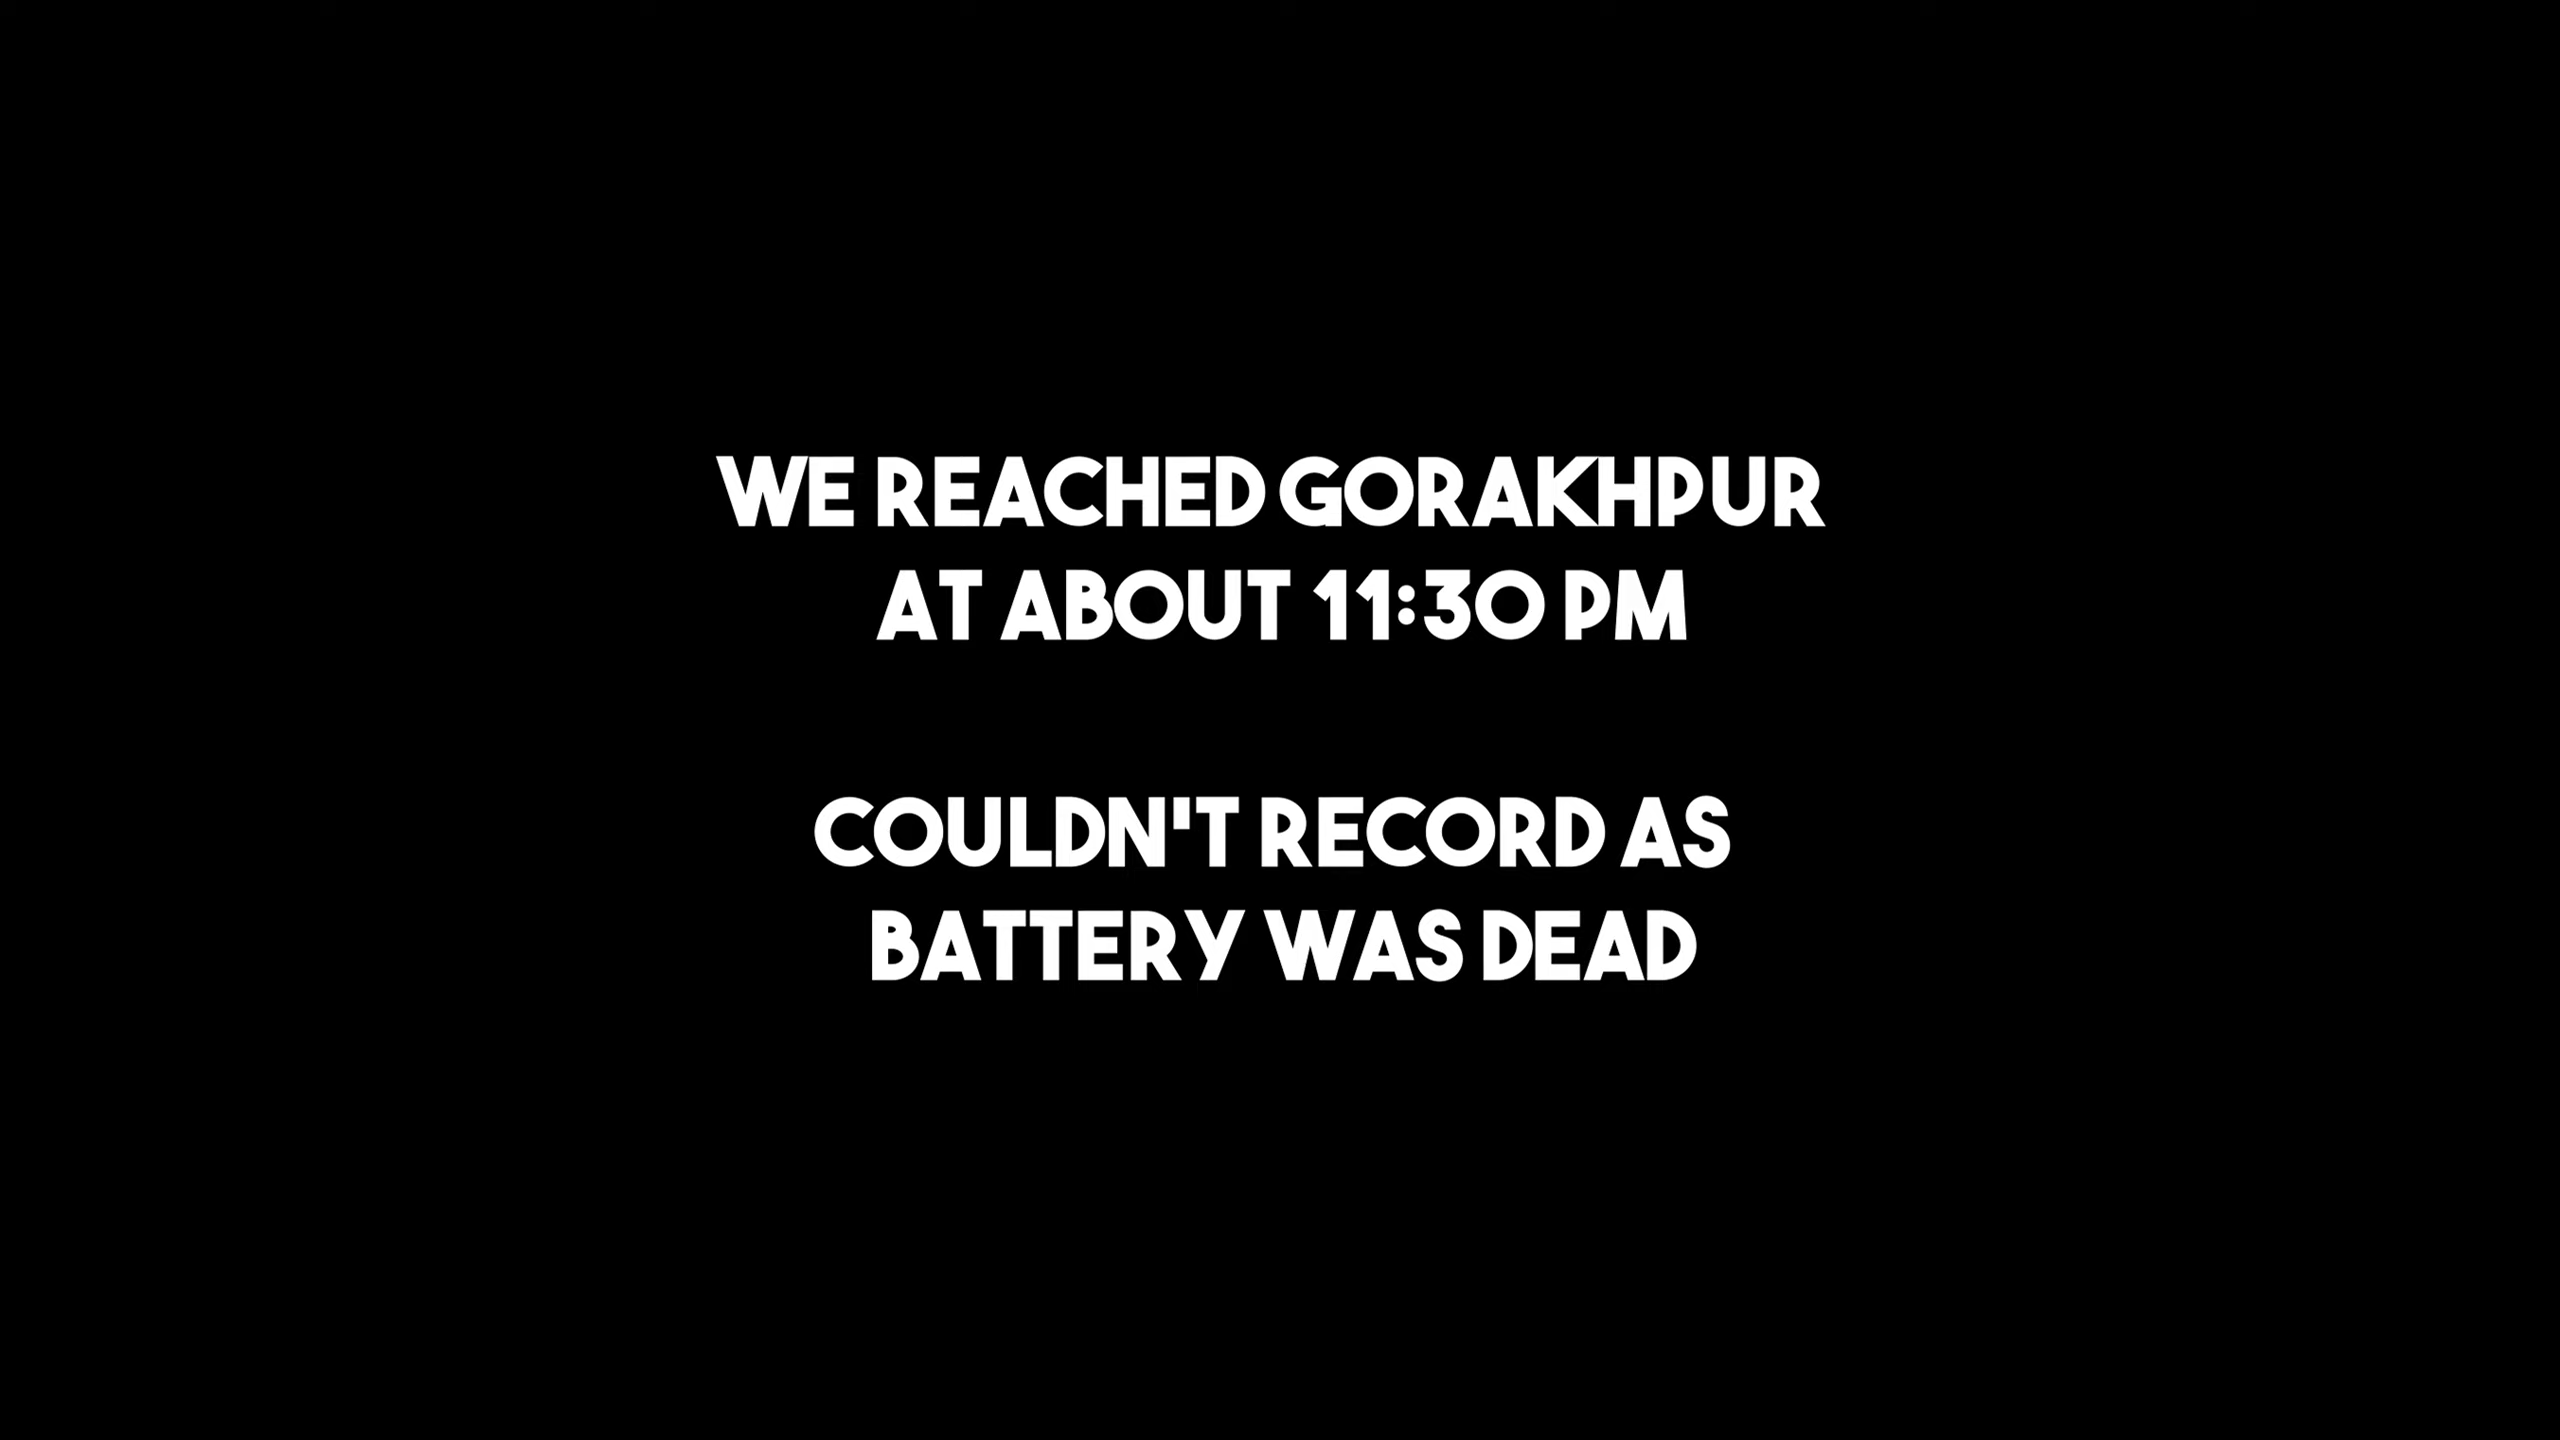 WE REACHED GORAKHPUR
AT ABOUT 11:30 PM
COULDN'T RECORD AS
BATTERY WAS DEAD